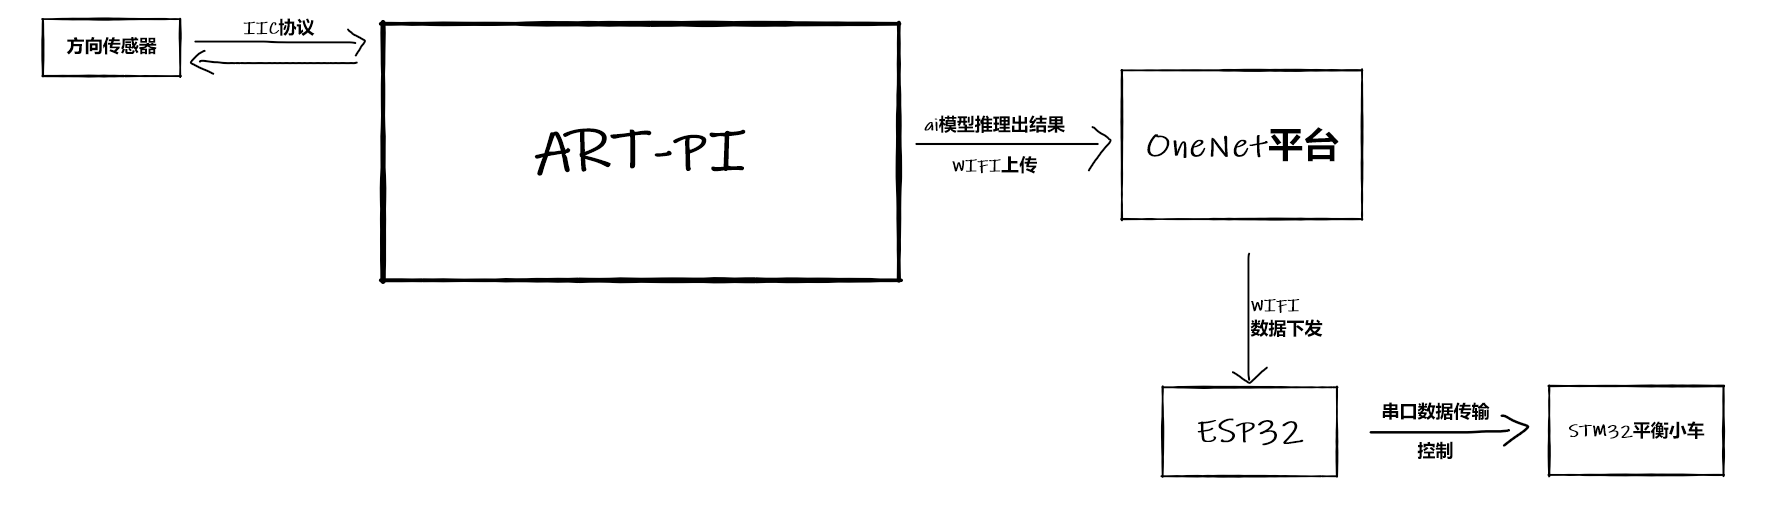 方向传感器
IIC协议
ART-PI
ai模型推理出结果
WIFI上传
OneNet平台
WIFI
数据下发
ESP32
串口数据传输
控制
STM32平衡小车